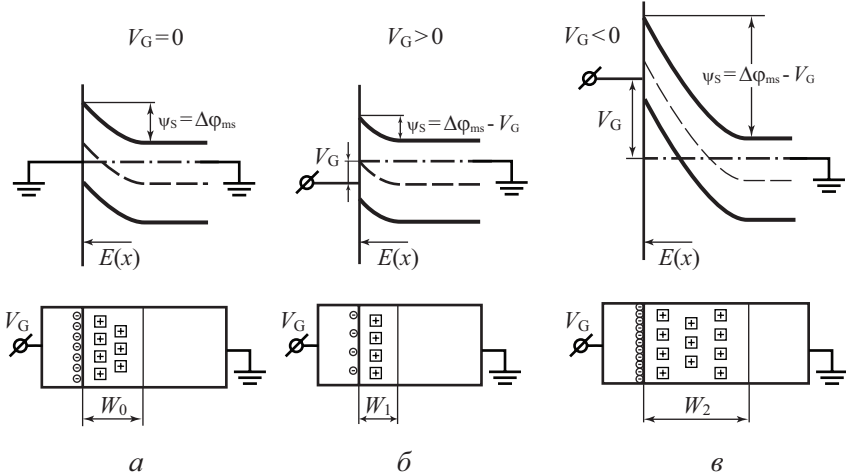 V_G = 0
ψ_S = Δφ_ms
E(x)
V_G
W_0
а
V_G > 0
ψ_S = Δφ_ms - V_G
V_G
E(x)
V_G
W_1
б
V_G < 0
ψ_S = Δφ_ms - V_G
V_G
E(x)
V_G
W_2
в